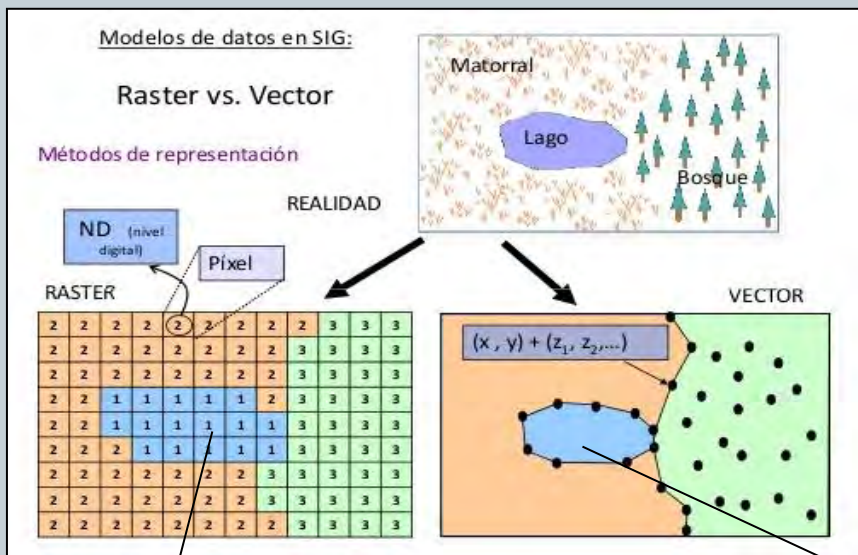 Modelos de datos en SIG:
Raster vs. Vector
Métodos de representación
Matorral
Lago
Bosque
REALIDAD
ND (nivel
digital)
Píxel
RASTER
2 2 2 2 2 2 2 2 2 3 3 3
2 2 2 2 2 2 2 2 3 3 3 3
2 2 2 2 2 2 2 2 3 3 3 3
2 2 1 1 1 1 1 2 3 3 3 3
2 2 1 1 1 1 1 1 3 3 3 3
2 2 2 1 1 1 1 1 3 3 3 3
2 2 2 2 2 2 2 3 3 3 3 3
2 2 2 2 2 2 2 3 3 3 3 3
2 2 2 2 2 2 2 2 3 3 3 3
VECTOR
(x , y) + (z₁, z₂,...)